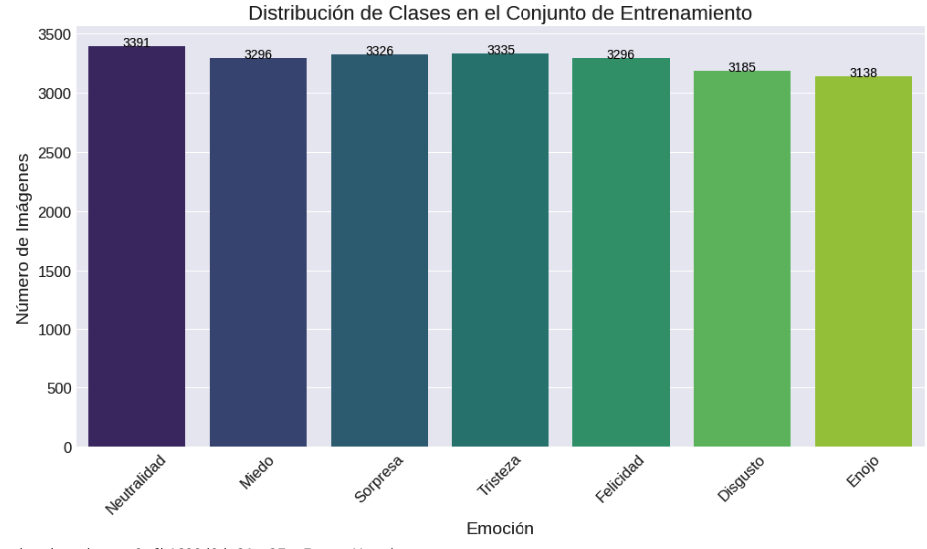 Distribución de Clases en el Conjunto de Entrenamiento
3500
3000
2500
2000
1500
1000
500
0
Número de Imágenes
3391
3296
3326
3335
3296
3185
3138
Neutralidad
Miedo
Sorpresa
Tristeza
Felicidad
Disgusto
Enojo
Emoción